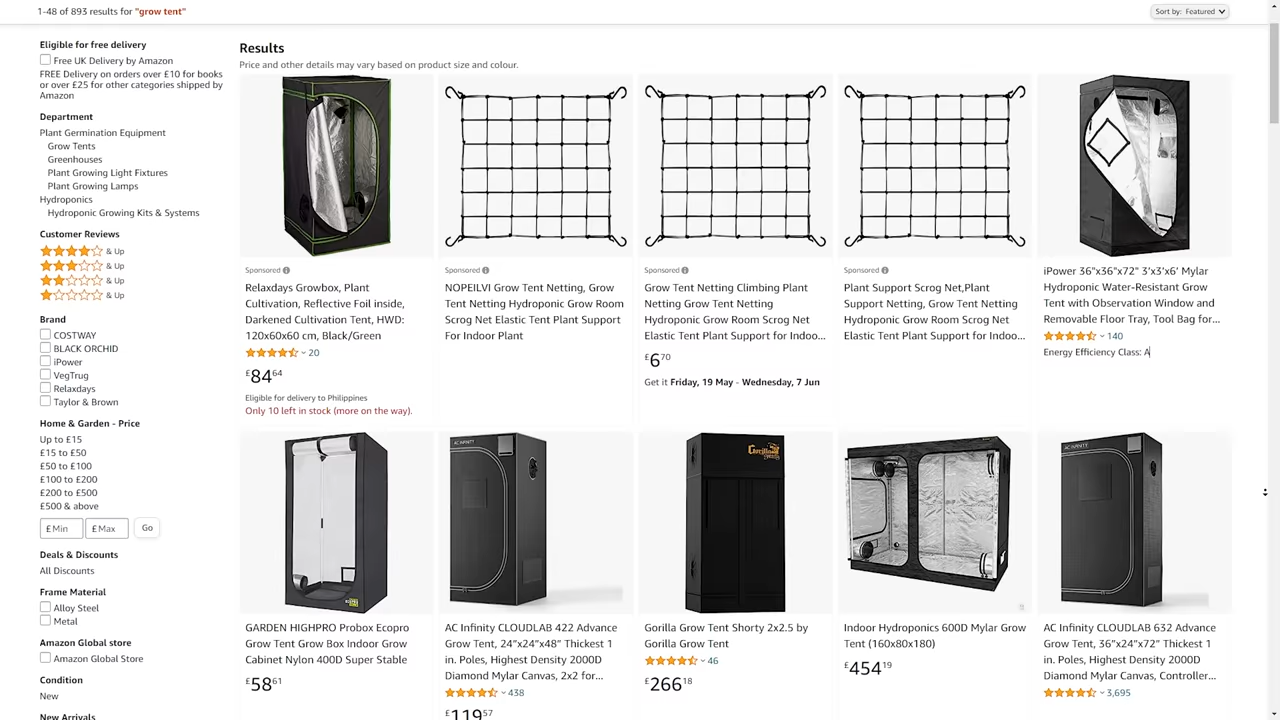 1-48 of 893 results for "grow tent"
Sort by: Featured
Eligible for free delivery
Free UK Delivery by Amazon
FREE Delivery on orders over £10 for books
or over £25 for other categories shipped by
Amazon
Department
Plant Germination Equipment
Grow Tents
Greenhouses
Plant Growing Light Fixtures
Plant Growing Lamps
Hydroponics
Hydroponic Growing Kits & Systems
Customer Reviews
& Up
& Up
& Up
& Up
Brand
COSTWAY
BLACK ORCHID
iPower
VegTrug
Relaxdays
Taylor & Brown
Home & Garden - Price
Up to £15
£15 to £50
£50 to £100
£100 to £200
£200 to £500
£500 & above
£ Min £ Max Go
Deals & Discounts
All Discounts
Frame Material
Alloy Steel
Metal
Amazon Global store
Amazon Global Store
Condition
New
New Arrivals
Results
Price and other details may vary based on product size and colour.
Sponsored
Relaxdays Growbox, Plant
Cultivation, Reflective Foil inside,
Darkened Cultivation Tent, HWD:
120x60x60 cm, Black/Green
20
£84 64
Eligible for delivery to Philippines
Only 10 left in stock (more on the way).
Sponsored
NOPEILVI Grow Tent Netting, Grow
Tent Netting Hydroponic Grow Room
Scrog Net Elastic Tent Plant Support
For Indoor Plant
Sponsored
Grow Tent Netting Climbing Plant
Netting Grow Tent Netting
Hydroponic Grow Room Scrog Net
Elastic Tent Plant Support for Indoo...
£6 70
Get it Friday, 19 May - Wednesday, 7 Jun
Sponsored
Plant Support Scrog Net,Plant
Support Netting, Grow Tent Netting
Hydroponic Grow Room Scrog Net
Elastic Tent Plant Support for Indoo...
iPower 36"x36"x72" 3'x3'x6' Mylar
Hydroponic Water-Resistant Grow
Tent with Observation Window and
Removable Floor Tray, Tool Bag for...
140
Energy Efficiency Class: A
GARDEN HIGHPRO Probox Ecopro
Grow Tent Grow Box Indoor Grow
Cabinet Nylon 400D Super Stable
£58 61
AC INFINITY
AC Infinity CLOUDLAB 422 Advance
Grow Tent, 24”x24”x48” Thickest 1
in. Poles, Highest Density 2000D
Diamond Mylar Canvas, 2x2 for...
438
£119 57
Gorilla
Gorilla Grow Tent Shorty 2x2.5 by
Gorilla Grow Tent
46
£266 18
Indoor Hydroponics 600D Mylar Grow
Tent (160x80x180)
£454 19
AC INFINITY
AC Infinity CLOUDLAB 632 Advance
Grow Tent, 36”x24”x72” Thickest 1
in. Poles, Highest Density 2000D
Diamond Mylar Canvas, Controller...
3,695